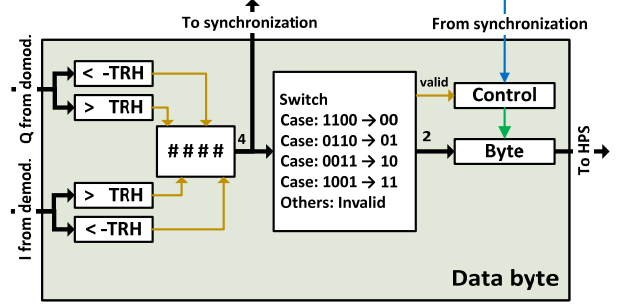 To synchronization
From synchronization
Q from domod.
< -TRH
> TRH
####
4
Switch
Case: 1100 → 00
Case: 0110 → 01
Case: 0011 → 10
Case: 1001 → 11
Others: Invalid
valid
2
Control
Byte
To HPS
I from demod.
> TRH
< -TRH
Data byte